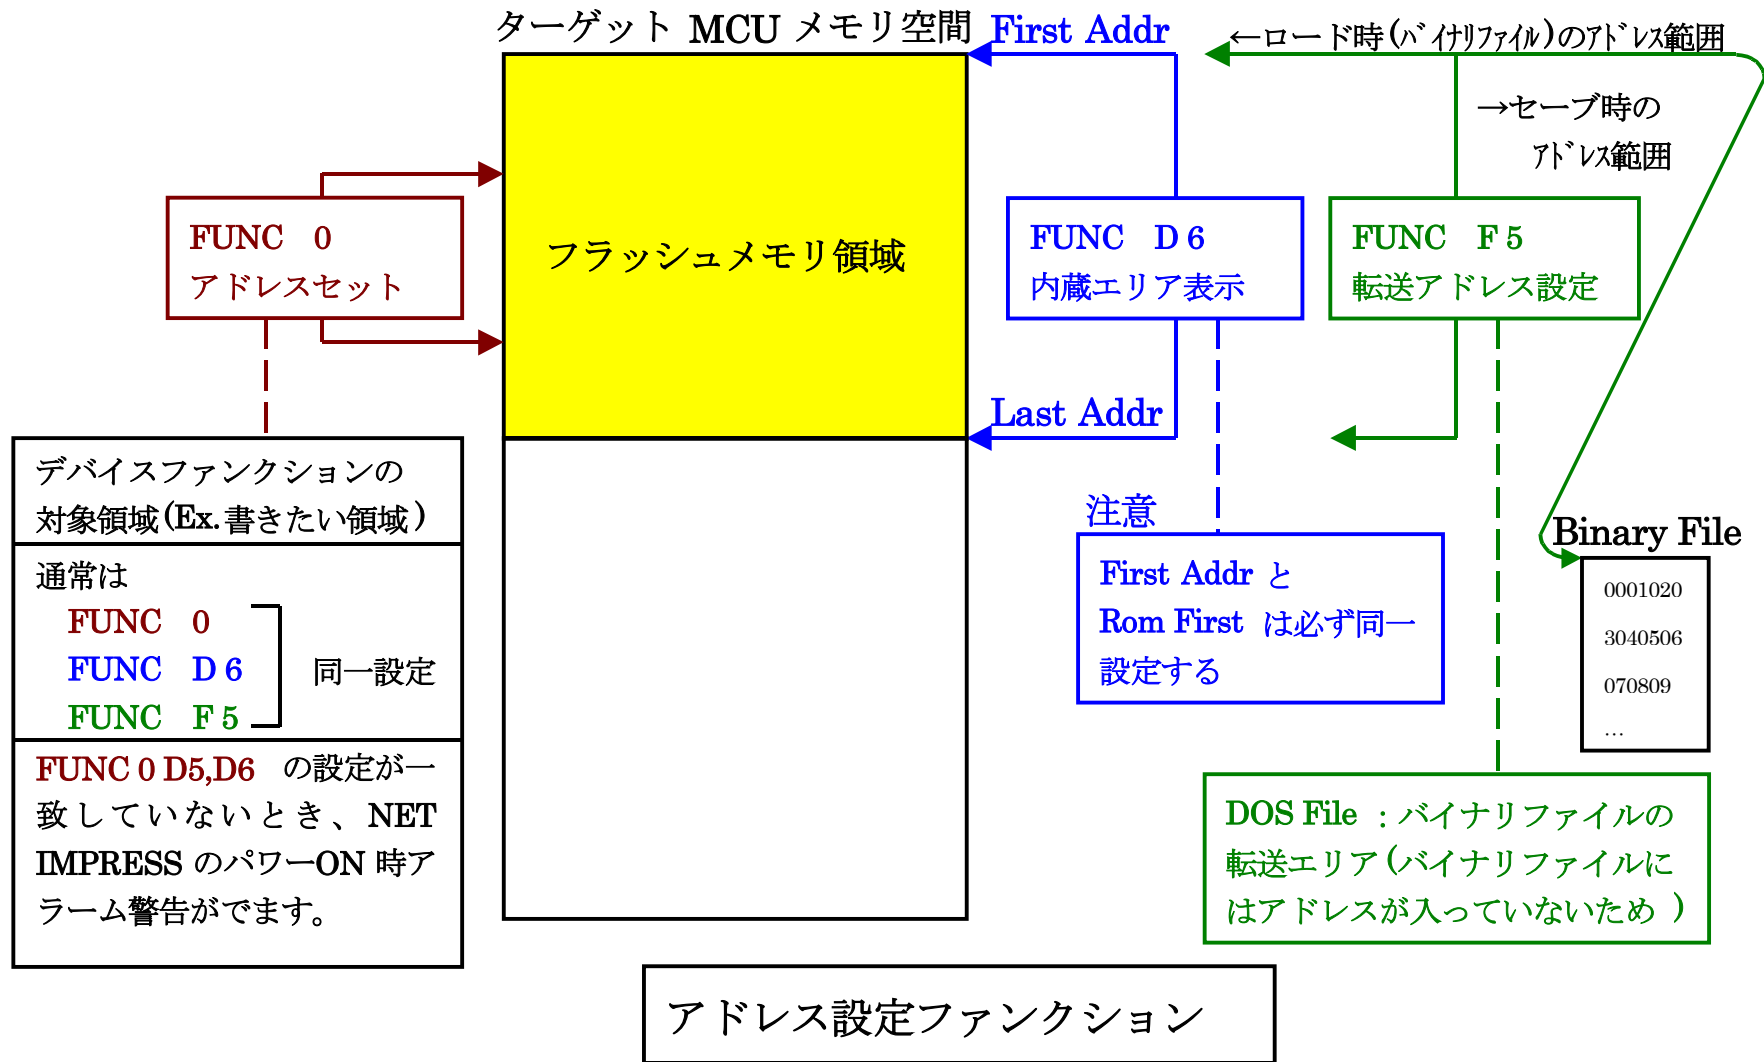 ターゲット MCU メモリ空間
First Addr
←ロード時(バイナリファイル)のアドレス範囲
→セーブ時の
アドレス範囲
FUNC 0
アドレスセット
フラッシュメモリ領域
FUNC D6
内蔵エリア表示
FUNC F5
転送アドレス設定
Last Addr
デバイスファンクションの
対象領域(Ex.書きたい領域)
通常は
FUNC 0
FUNC D6
FUNC F5
同一設定
FUNC 0 D5,D6 の設定が一
致していないとき、NET
IMPRESS のパワーON 時ア
ラーム警告がでます。
注意
First Addr と
Rom First は必ず同一
設定する
Binary File
0001020
3040506
070809
…
DOS File :バイナリファイルの
転送エリア(バイナリファイルに
はアドレスが入っていないため )
アドレス設定ファンクション